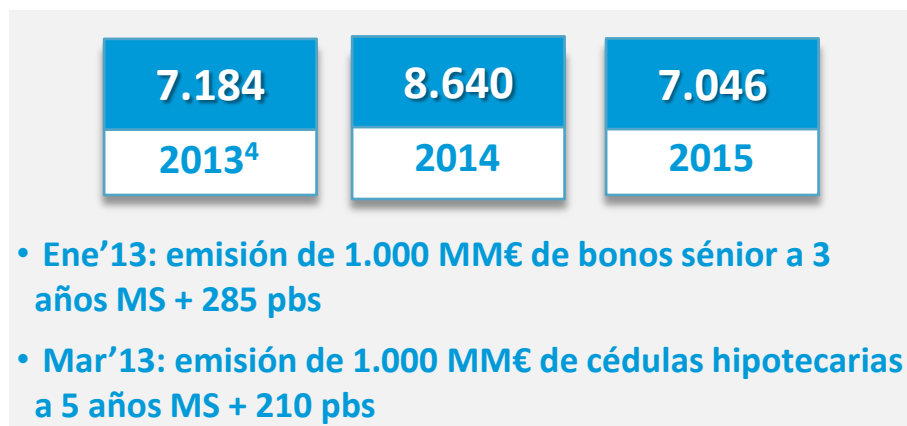 7.184 8.640 7.046
2013⁴ 2014 2015
• Ene’13: emisión de 1.000 MM€ de bonos sénior a 3
años MS + 285 pbs
• Mar’13: emisión de 1.000 MM€ de cédulas hipotecarias
a 5 años MS + 210 pbs